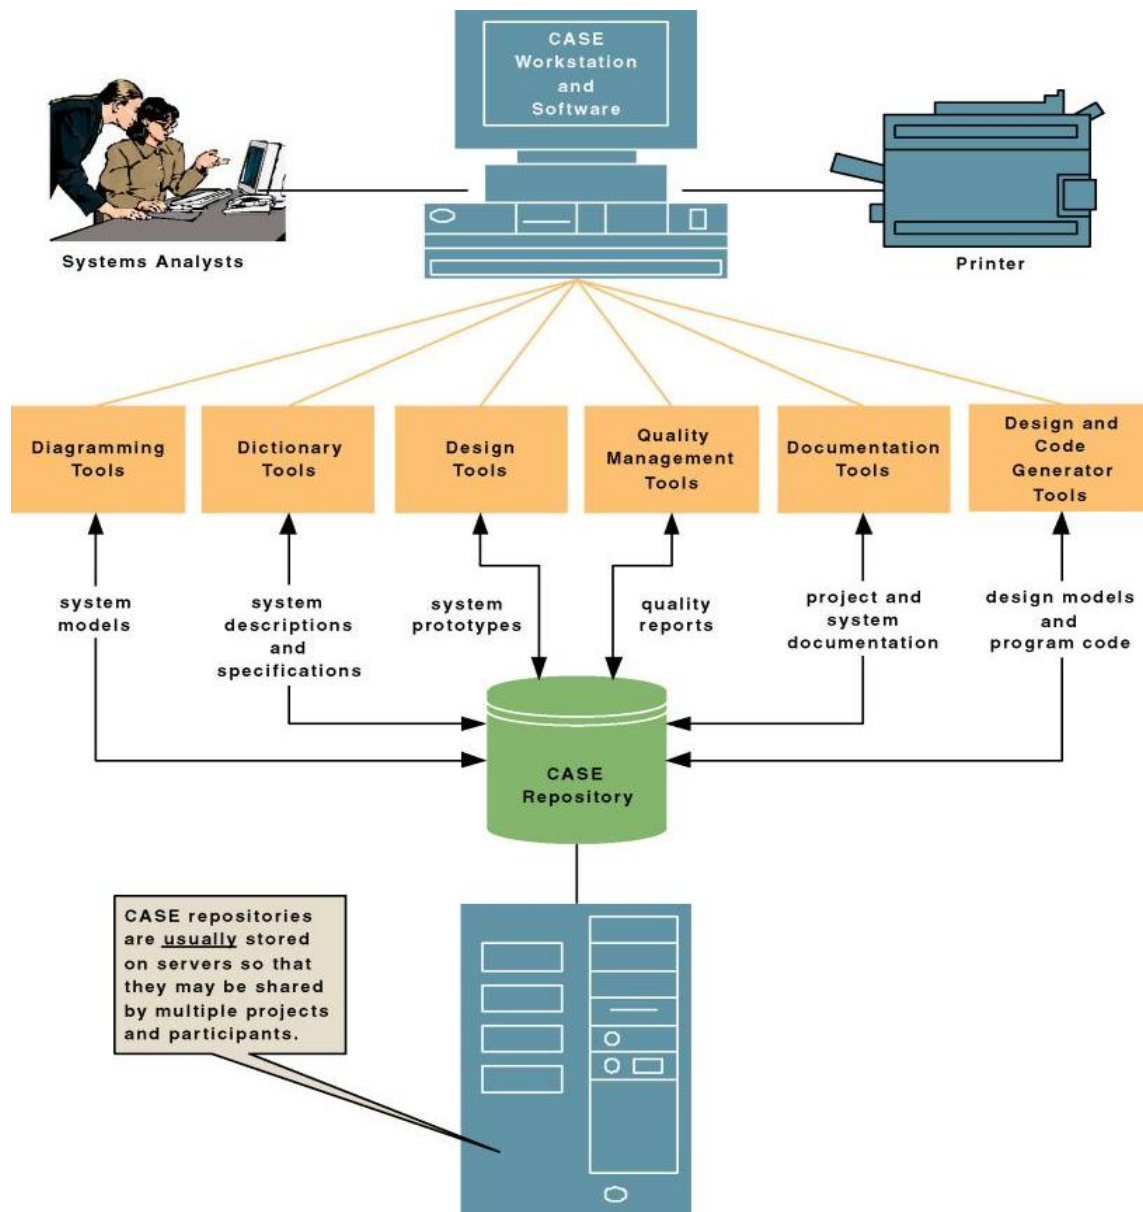 CASE
Workstation
and
Software
Systems Analysts
Printer
Diagramming
Tools
Dictionary
Tools
Design
Tools
Quality
Management
Tools
Documentation
Tools
Design and
Code
Generator
Tools
system
models
system
descriptions
and
specifications
system
prototypes
quality
reports
project and
system
documentation
design models
and
program code
CASE
Repository
CASE repositories
are usually stored
on servers so that
they may be shared
by multiple projects
and participants.